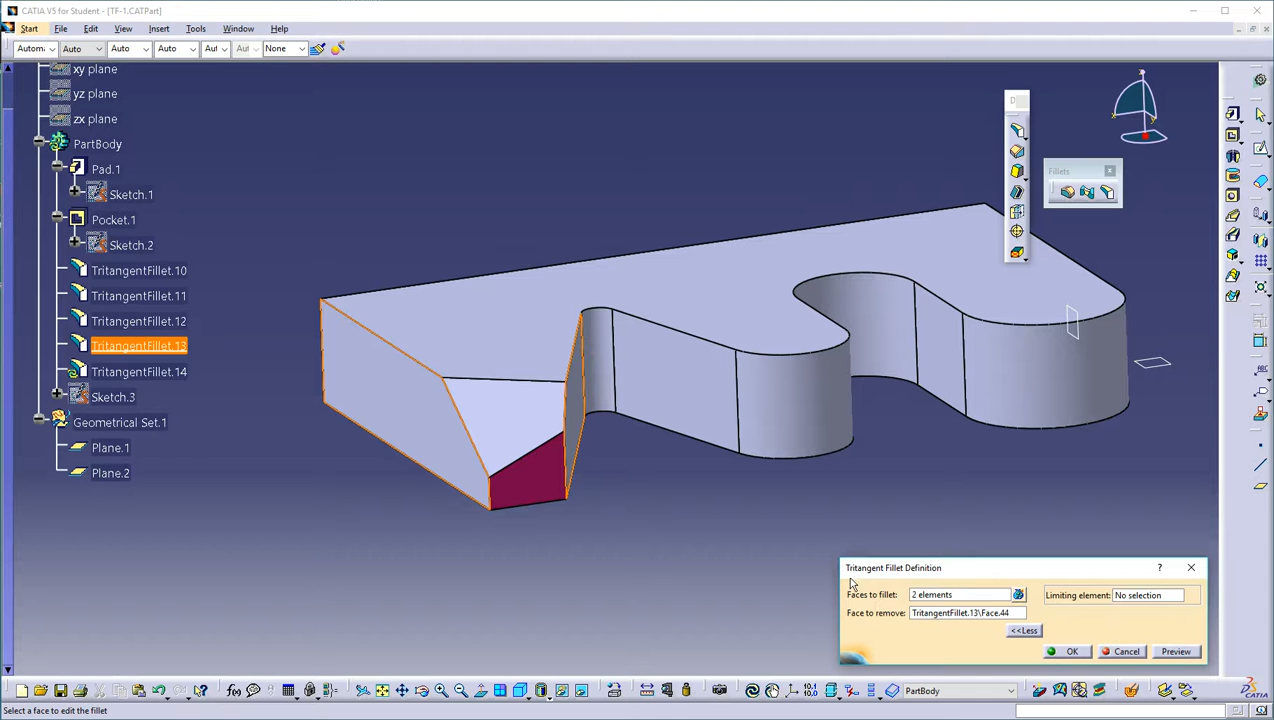 CATIA V5 for Student - [TF-1.CATPart]
Start File Edit View Insert Tools Window Help
Automa Auto Auto Auto Aut Aut None
xy plane
yz plane
zx plane
PartBody
Pad.1
Sketch.1
Pocket.1
Sketch.2
TritangentFillet.10
TritangentFillet.11
TritangentFillet.12
TritangentFillet.13
TritangentFillet.14
Sketch.3
Geometrical Set.1
Plane.1
Plane.2
D
Fillets
Tritangent Fillet Definition
Faces to fillet: 2 elements
Limiting element: No selection
Face to remove: TritangentFillet.13\Face.44
<<Less
OK Cancel Preview
PartBody
Select a face to edit the fillet